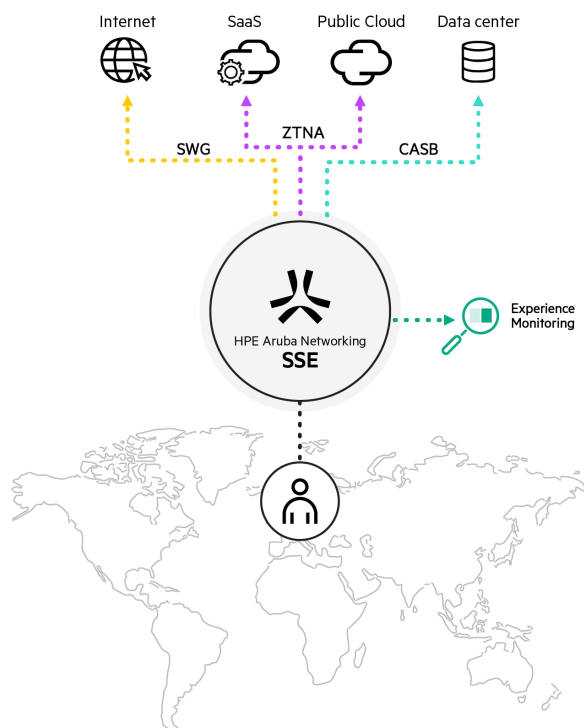 Internet
SaaS
Public Cloud
Data center
ZTNA
SWG
CASB
Experience
Monitoring
HPE Aruba Networking
SSE